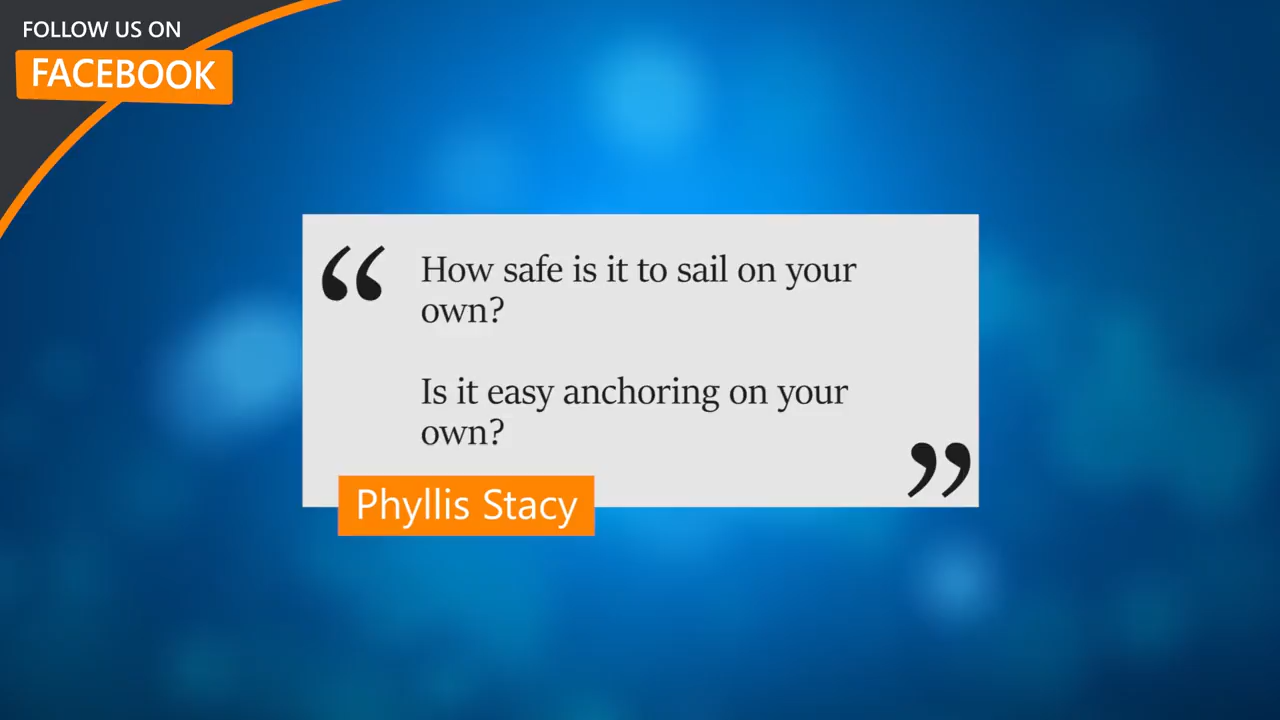 FOLLOW US ON
FACEBOOK
“ How safe is it to sail on your
own?
Is it easy anchoring on your
own? ”
Phyllis Stacy